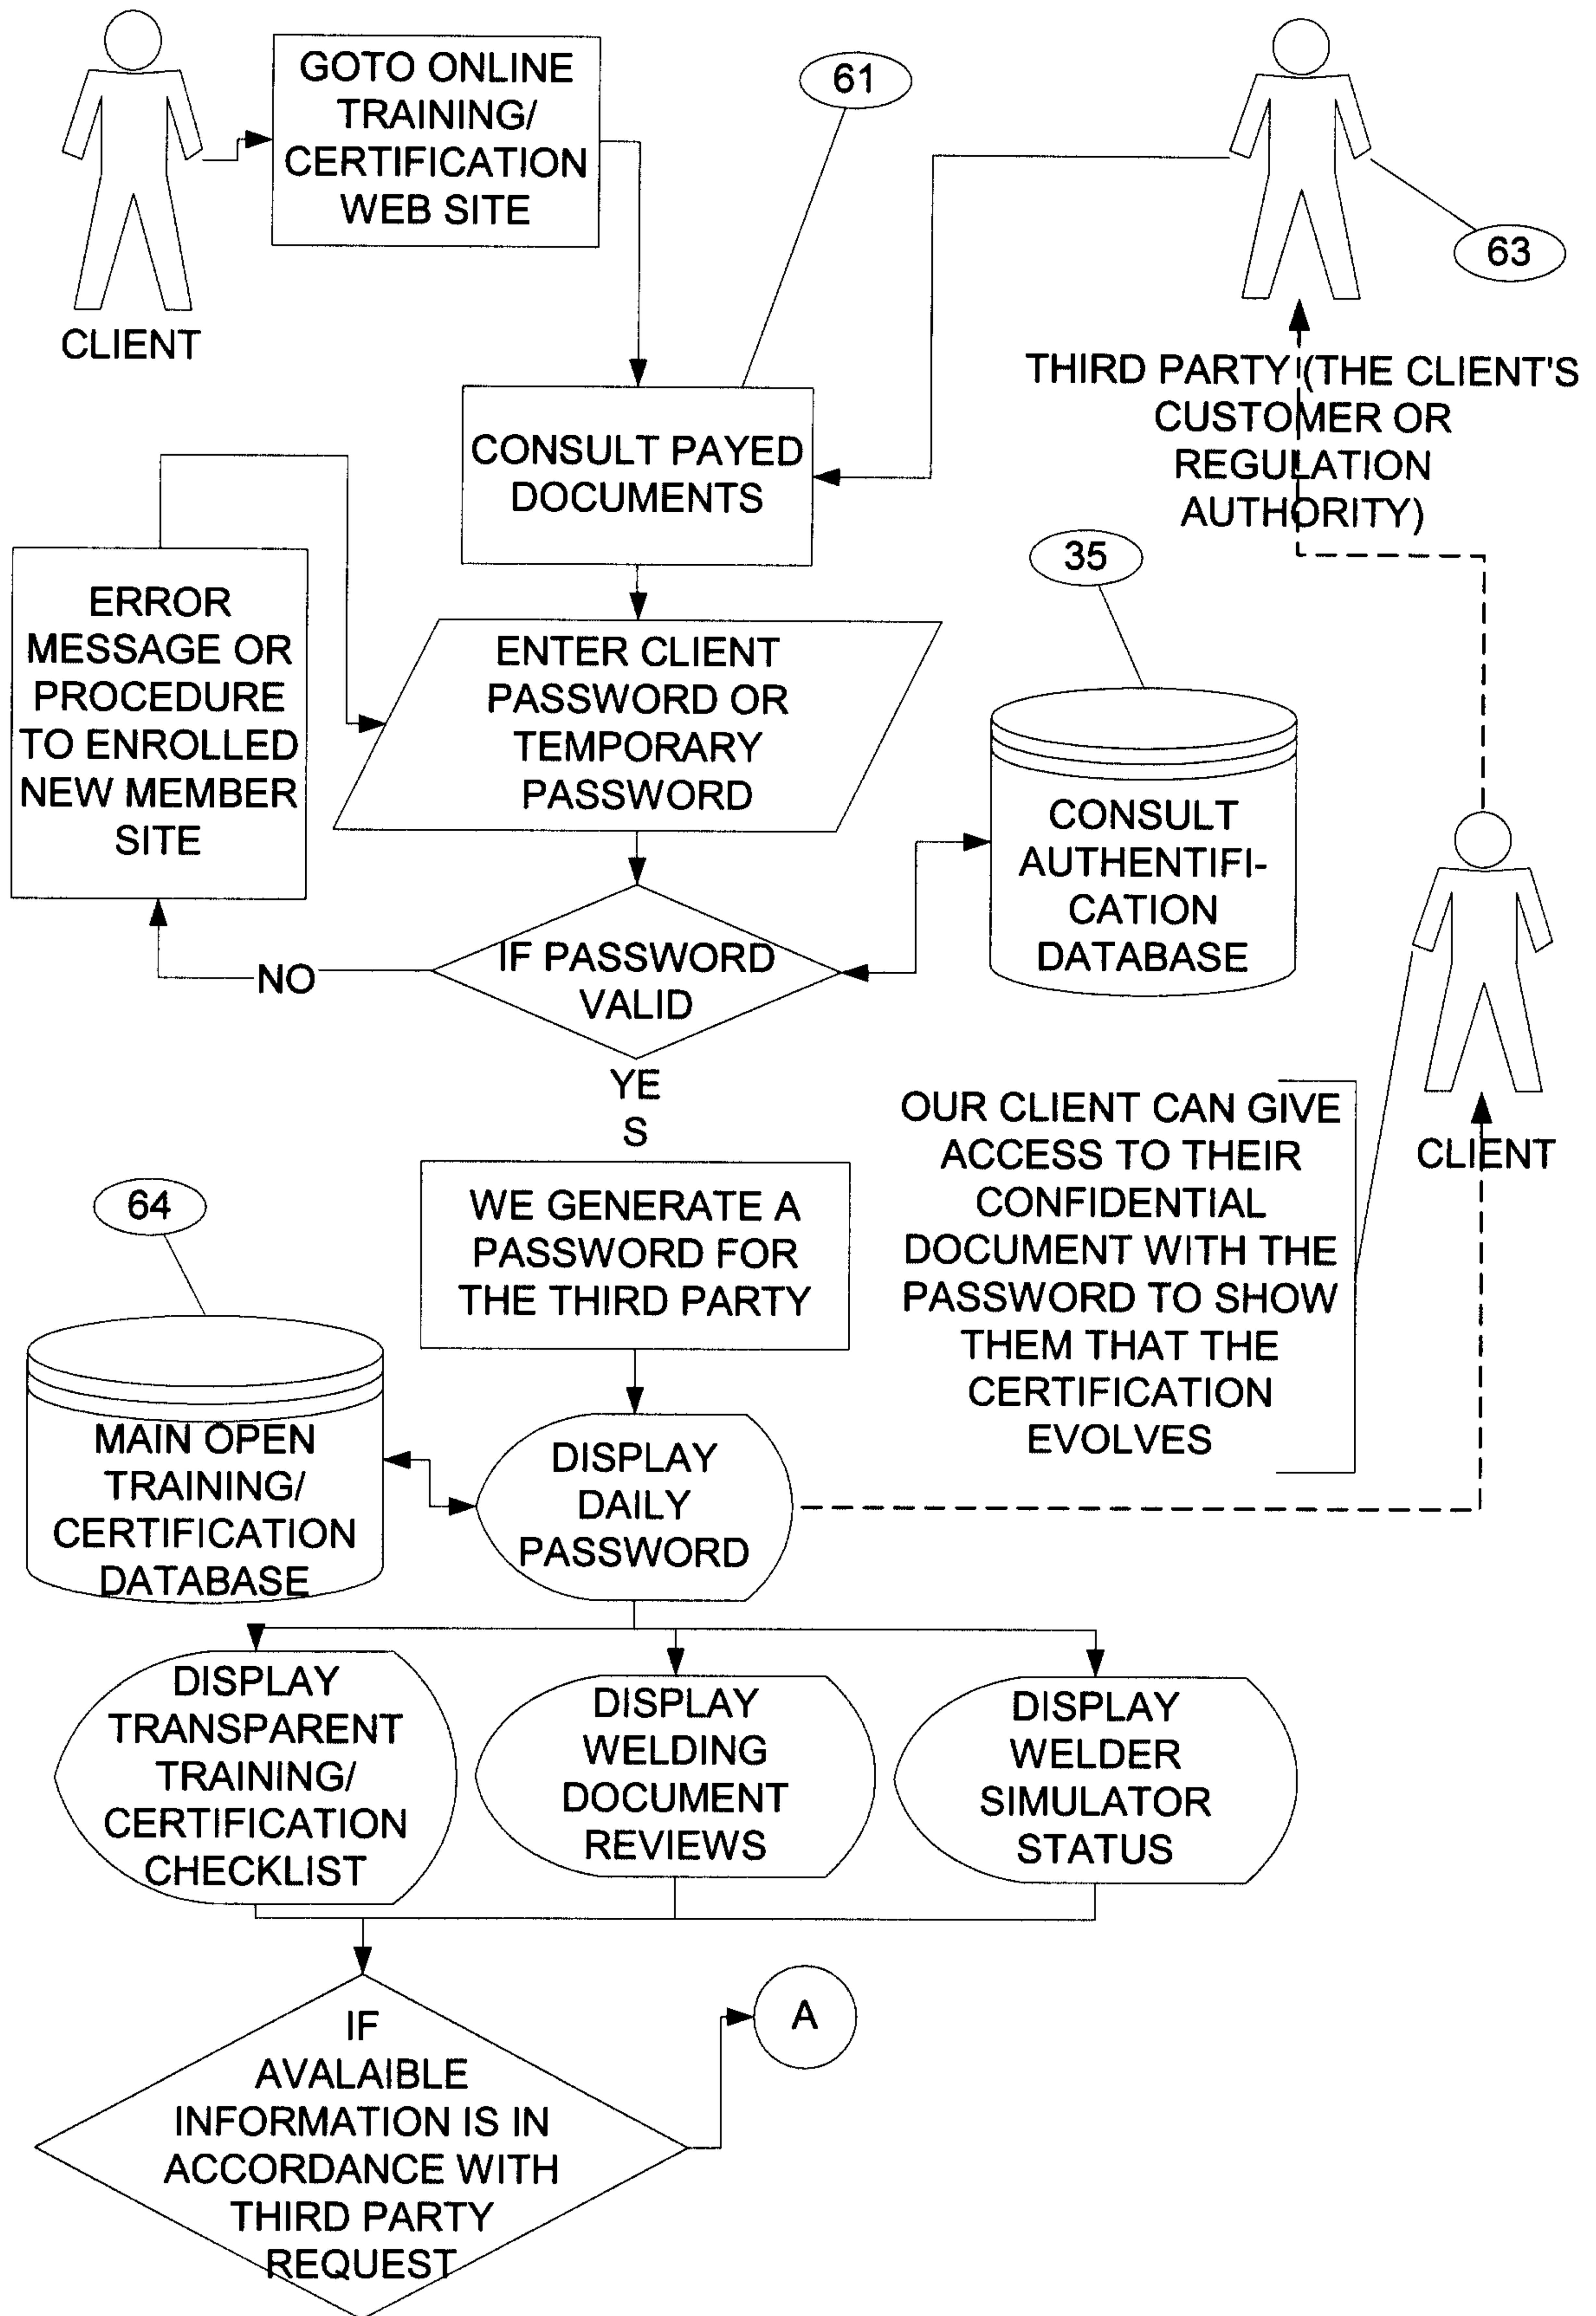 GOTO ONLINE
TRAINING/
CERTIFICATION
WEB SITE
61
63
CLIENT
THIRD PARTY (THE CLIENT'S
CUSTOMER OR
REGULATION
AUTHORITY)
CONSULT PAYED
DOCUMENTS
35
ERROR
MESSAGE OR
PROCEDURE
TO ENROLLED
NEW MEMBER
SITE
ENTER CLIENT
PASSWORD OR
TEMPORARY
PASSWORD
CONSULT
AUTHENTIFI-
CATION
DATABASE
IF PASSWORD
VALID
NO
YE
S
OUR CLIENT CAN GIVE
ACCESS TO THEIR
CONFIDENTIAL
DOCUMENT WITH THE
PASSWORD TO SHOW
THEM THAT THE
CERTIFICATION
EVOLVES
CLIENT
64
WE GENERATE A
PASSWORD FOR
THE THIRD PARTY
MAIN OPEN
TRAINING/
CERTIFICATION
DATABASE
DISPLAY
DAILY
PASSWORD
DISPLAY
TRANSPARENT
TRAINING/
CERTIFICATION
CHECKLIST
DISPLAY
WELDING
DOCUMENT
REVIEWS
DISPLAY
WELDER
SIMULATOR
STATUS
IF
AVALAIBLE
INFORMATION IS IN
ACCORDANCE WITH
THIRD PARTY
REQUEST
A